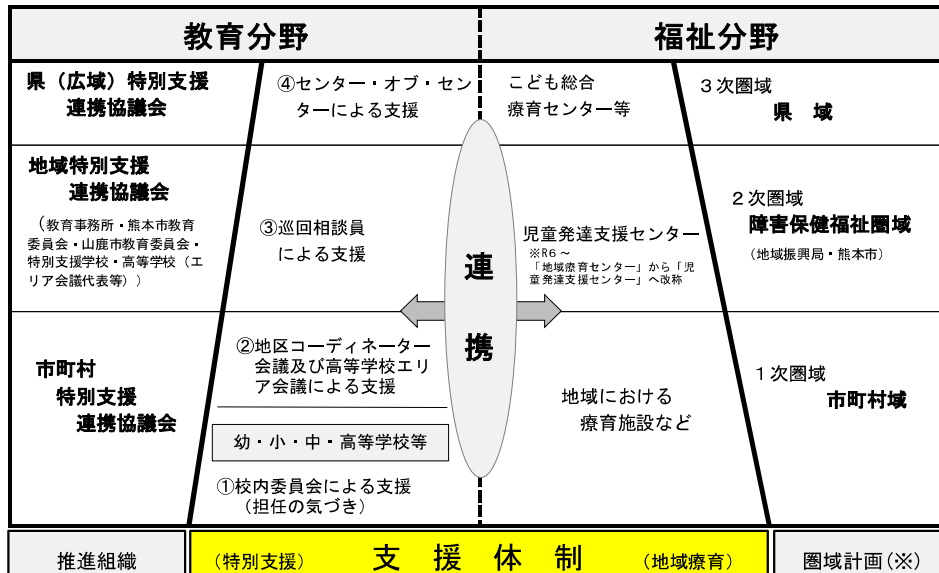 教育分野
福祉分野
県（広域）特別支援
連携協議会
④センター・オブ・セン
ターによる支援
こども総合
療育センター等
３次圏域
県　域
地域特別支援
連携協議会
（教育事務所・熊本市教育
委員会・山鹿市教育委員会・
特別支援学校・高等学校（エ
リア会議代表等））
③巡回相談員
による支援
連
携
児童発達支援センター
※R6～
「地域療育センター」から「児
童発達支援センター」へ改称
２次圏域
障害保健福祉圏域
（地域振興局・熊本市）
市町村
特別支援
連携協議会
②地区コーディネーター
会議及び高等学校エリ
ア会議による支援
幼・小・中・高等学校等
①校内委員会による支援
（担任の気づき）
地域における
療育施設など
１次圏域
市町村域
推進組織
（特別支援）　支　援　体　制　（地域療育）
圏域計画(※)